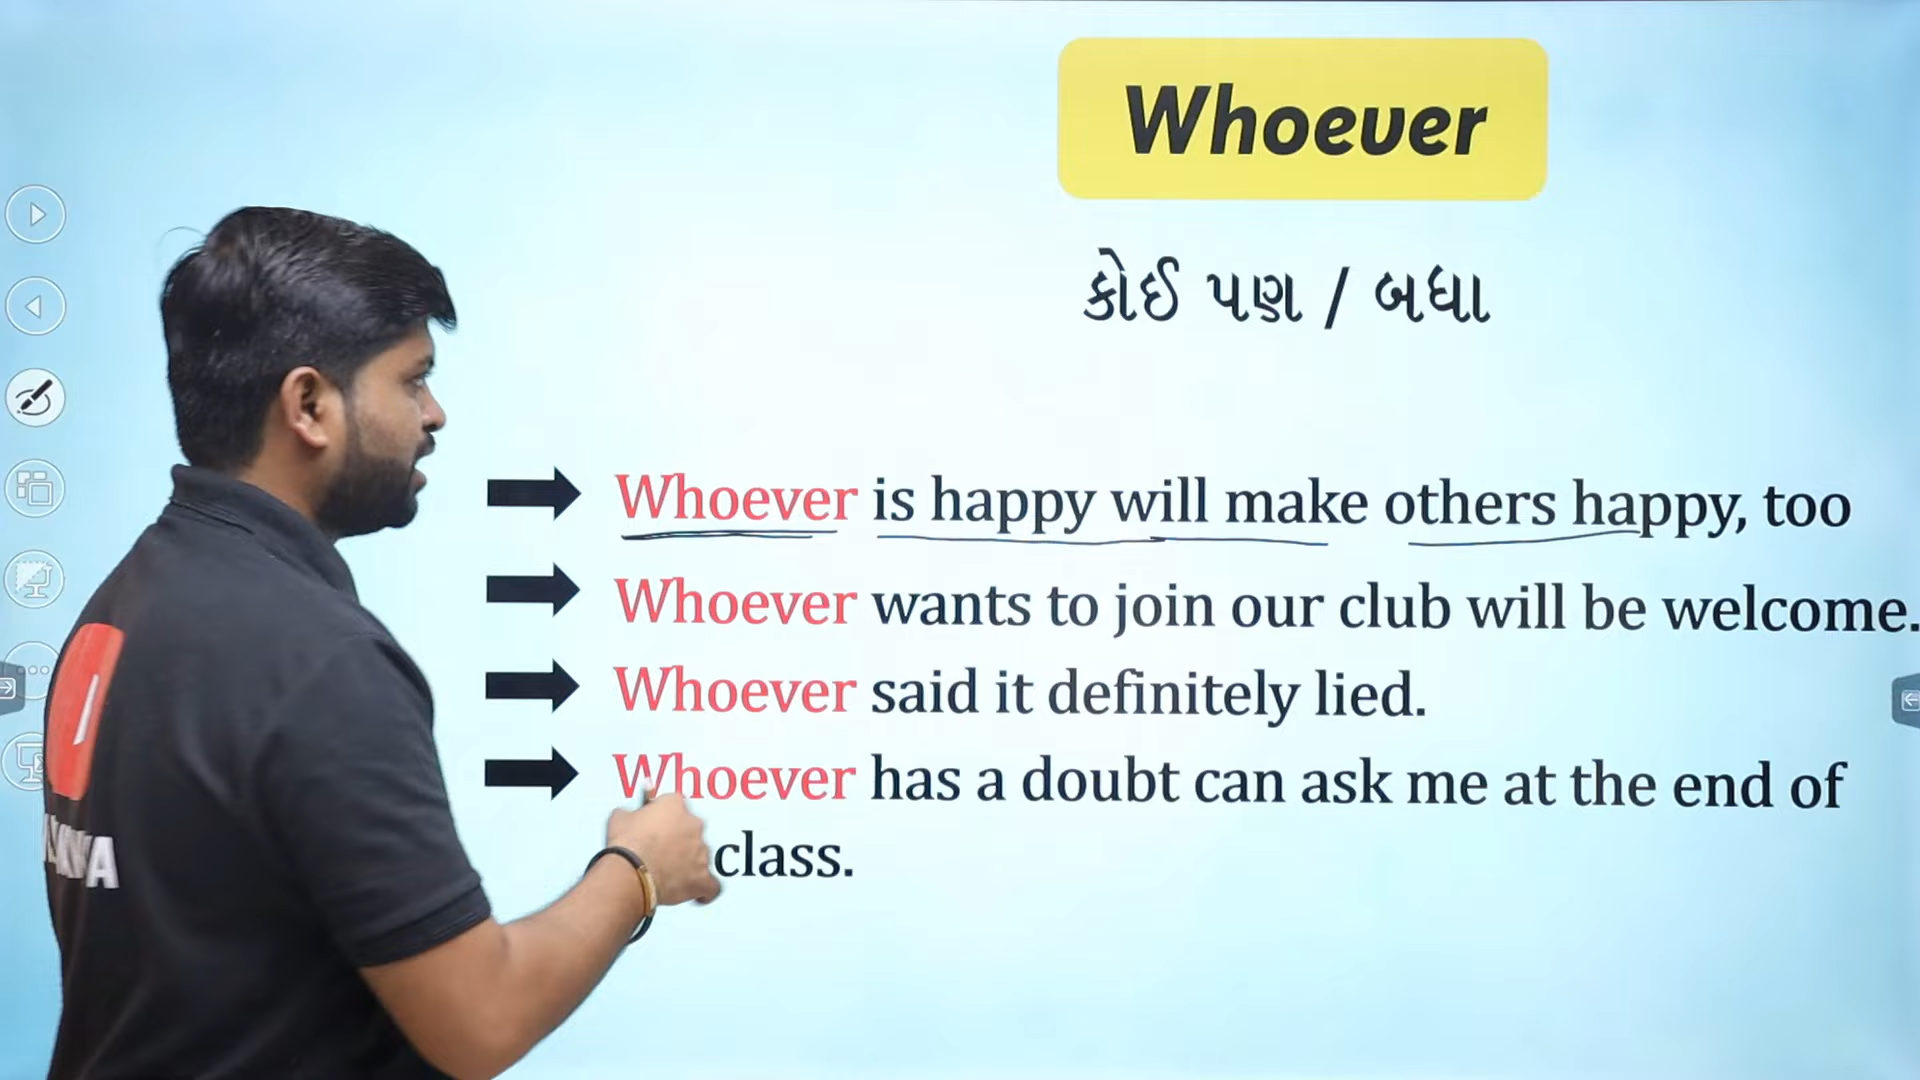 Whoever
કોઈ પણ / બધા
Whoever is happy will make others happy, too
Whoever wants to join our club will be welcome.
Whoever said it definitely lied.
Whoever has a doubt can ask me at the end of
class.